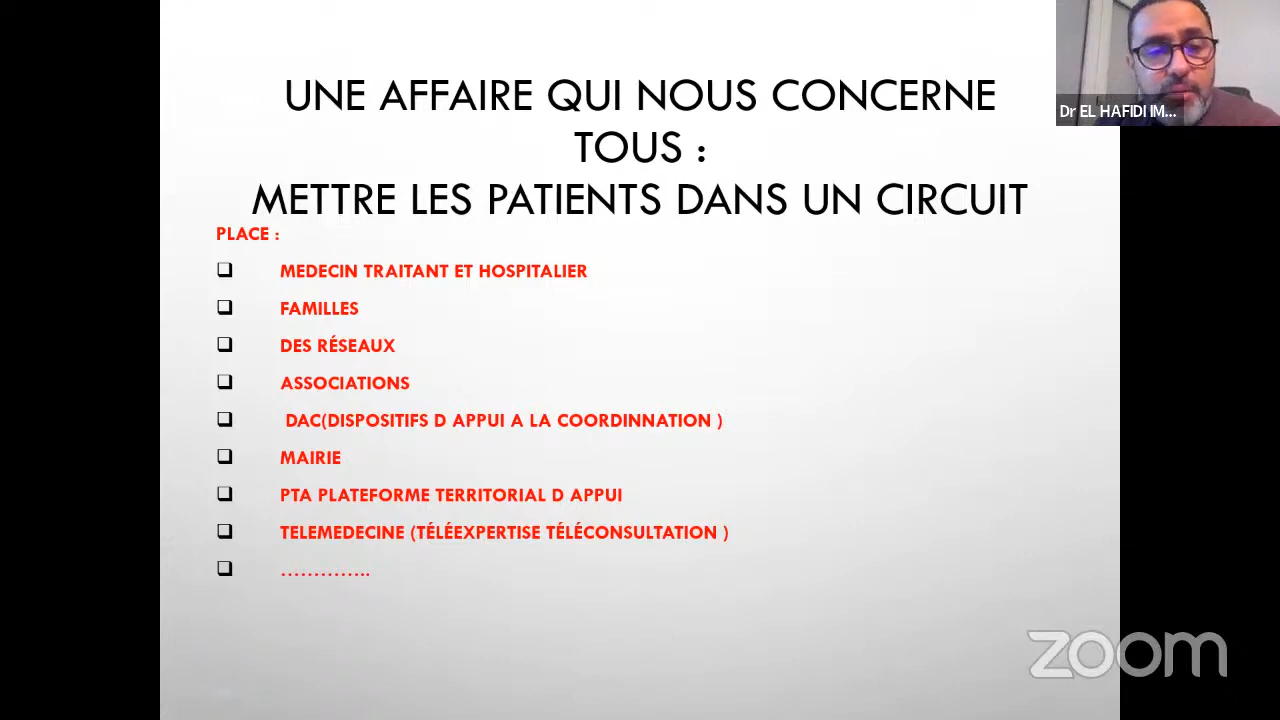 UNE AFFAIRE QUI NOUS CONCERNE
TOUS :
METTRE LES PATIENTS DANS UN CIRCUIT
PLACE :
MEDECIN TRAITANT ET HOSPITALIER
FAMILLES
DES RÉSEAUX
ASSOCIATIONS
DAC(DISPOSITIFS D APPUI A LA COORDINNATION )
MAIRIE
PTA PLATEFORME TERRITORIAL D APPUI
TELEMEDECINE (TÉLÉEXPERTISE TÉLÉCONSULTATION )
…………..
Dr EL HAFIDI IM...
zoom